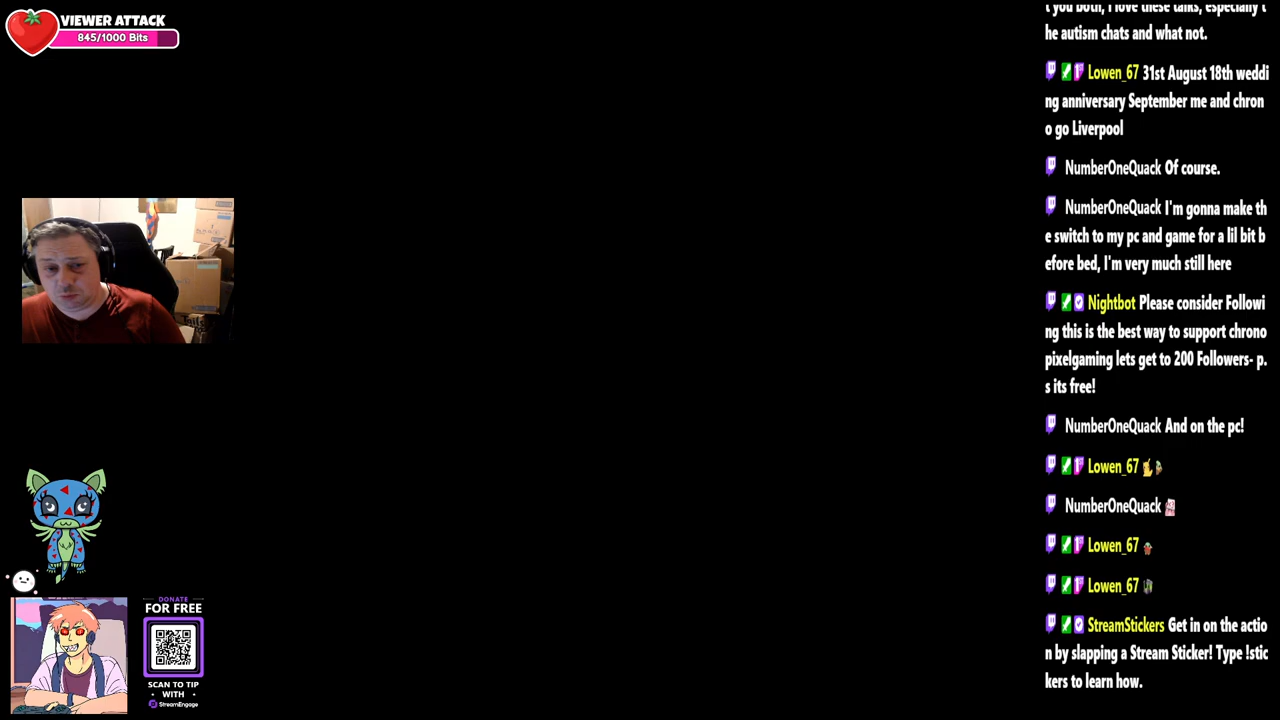 VIEWER ATTACK
845/1000 Bits
he autism chats and what not.
Lowen_67 31st August 18th weddi
ng anniversary September me and chron
o go Liverpool
NumberOneQuack Of course.
NumberOneQuack I'm gonna make th
e switch to my pc and game for a lil bit b
efore bed, I'm very much still here
Nightbot Please consider Followi
ng this is the best way to support chrono
pixelgaming lets get to 200 Followers- p.
s its free!
NumberOneQuack And on the pc!
Lowen_67
NumberOneQuack
Lowen_67
Lowen_67
StreamStickers Get in on the actio
n by slapping a Stream Sticker! Type !stic
kers to learn how.
DONATE
FOR FREE
SCAN TO TIP
• WITH •
StreamEngage